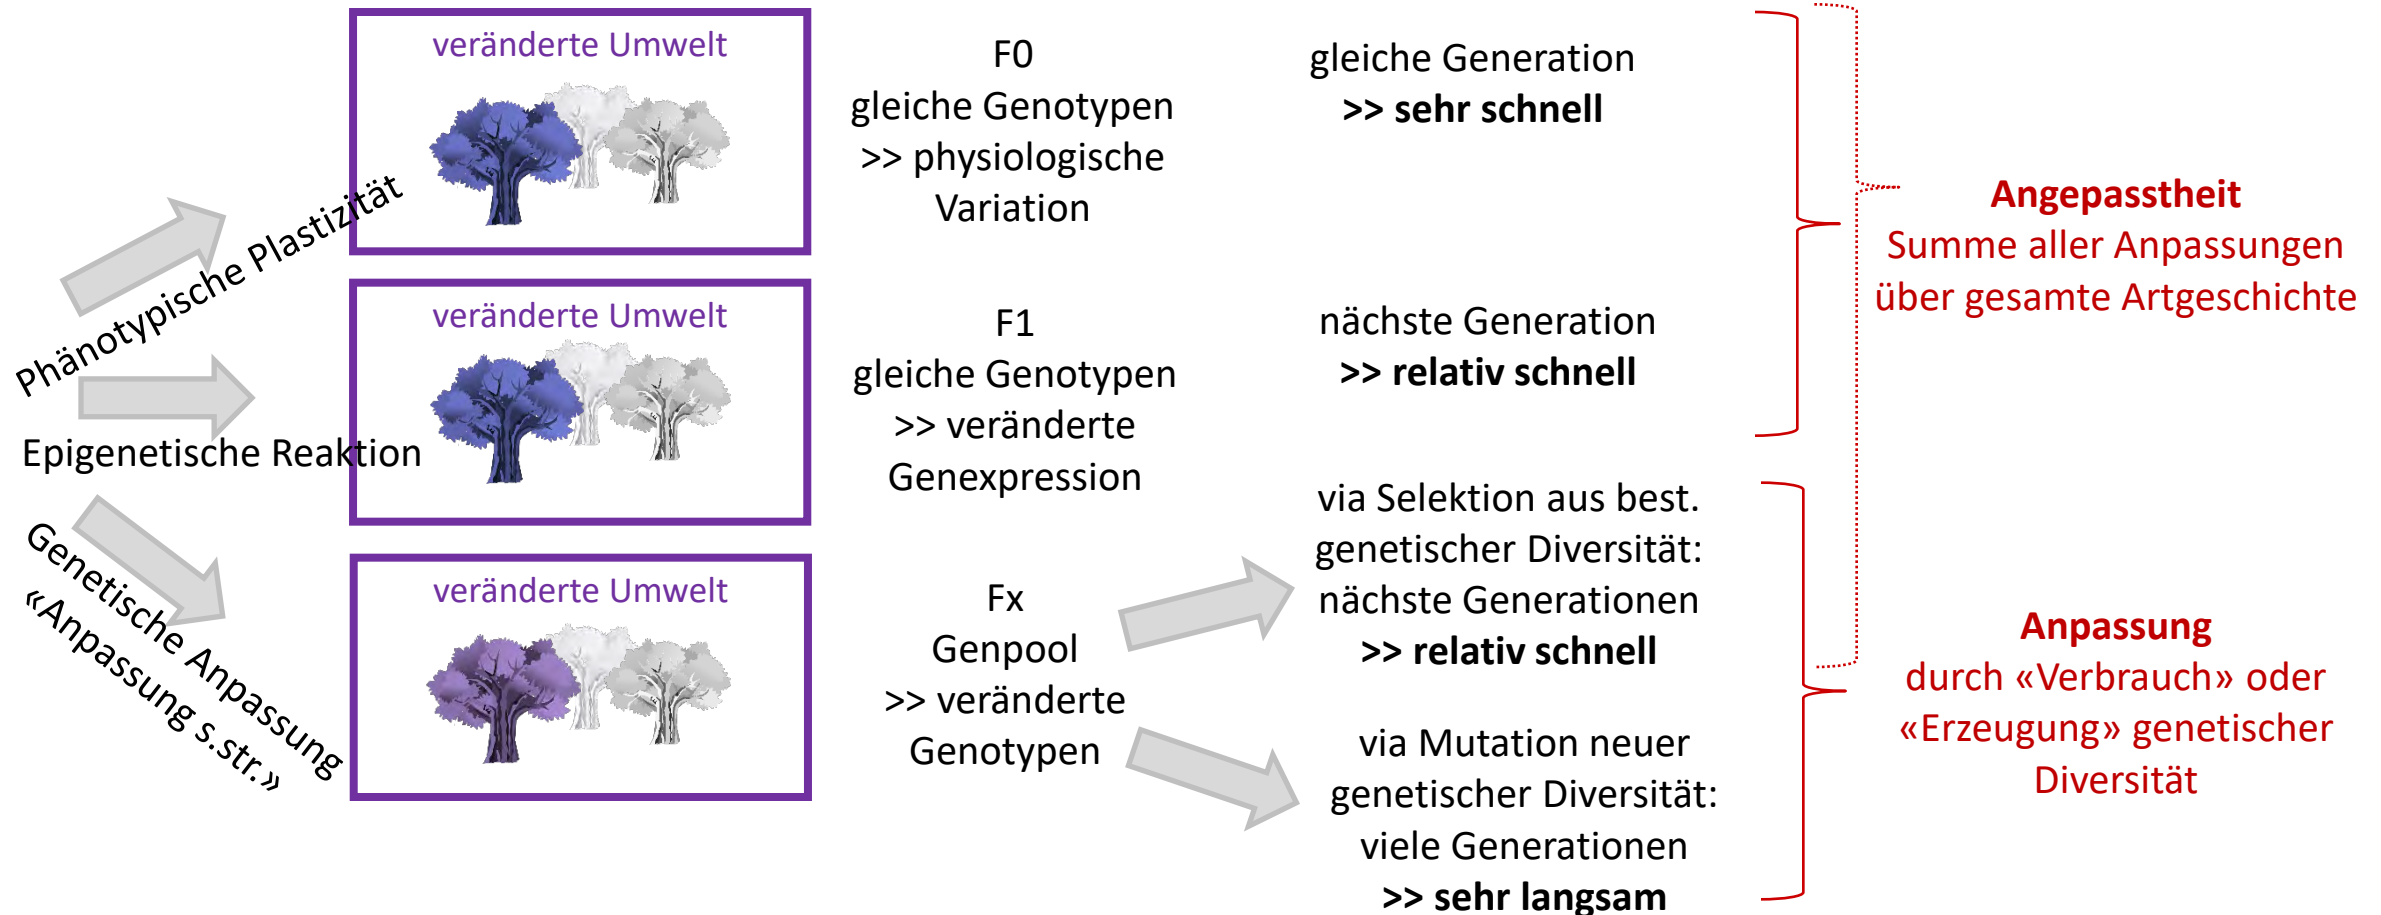 Phänotypische Plastizität
veränderte Umwelt
F0
gleiche Genotypen
>> physiologische
Variation
gleiche Generation
>> sehr schnell
Epigenetische Reaktion
veränderte Umwelt
F1
gleiche Genotypen
>> veränderte
Genexpression
nächste Generation
>> relativ schnell
Angepasstheit
Summe aller Anpassungen
über gesamte Artgeschichte
Genetische Anpassung
«Anpassung s.str.»
veränderte Umwelt
Fx
Genpool
>> veränderte
Genotypen
via Selektion aus best.
genetischer Diversität:
nächste Generationen
>> relativ schnell
via Mutation neuer
genetischer Diversität:
viele Generationen
>> sehr langsam
Anpassung
durch «Verbrauch» oder
«Erzeugung» genetischer
Diversität